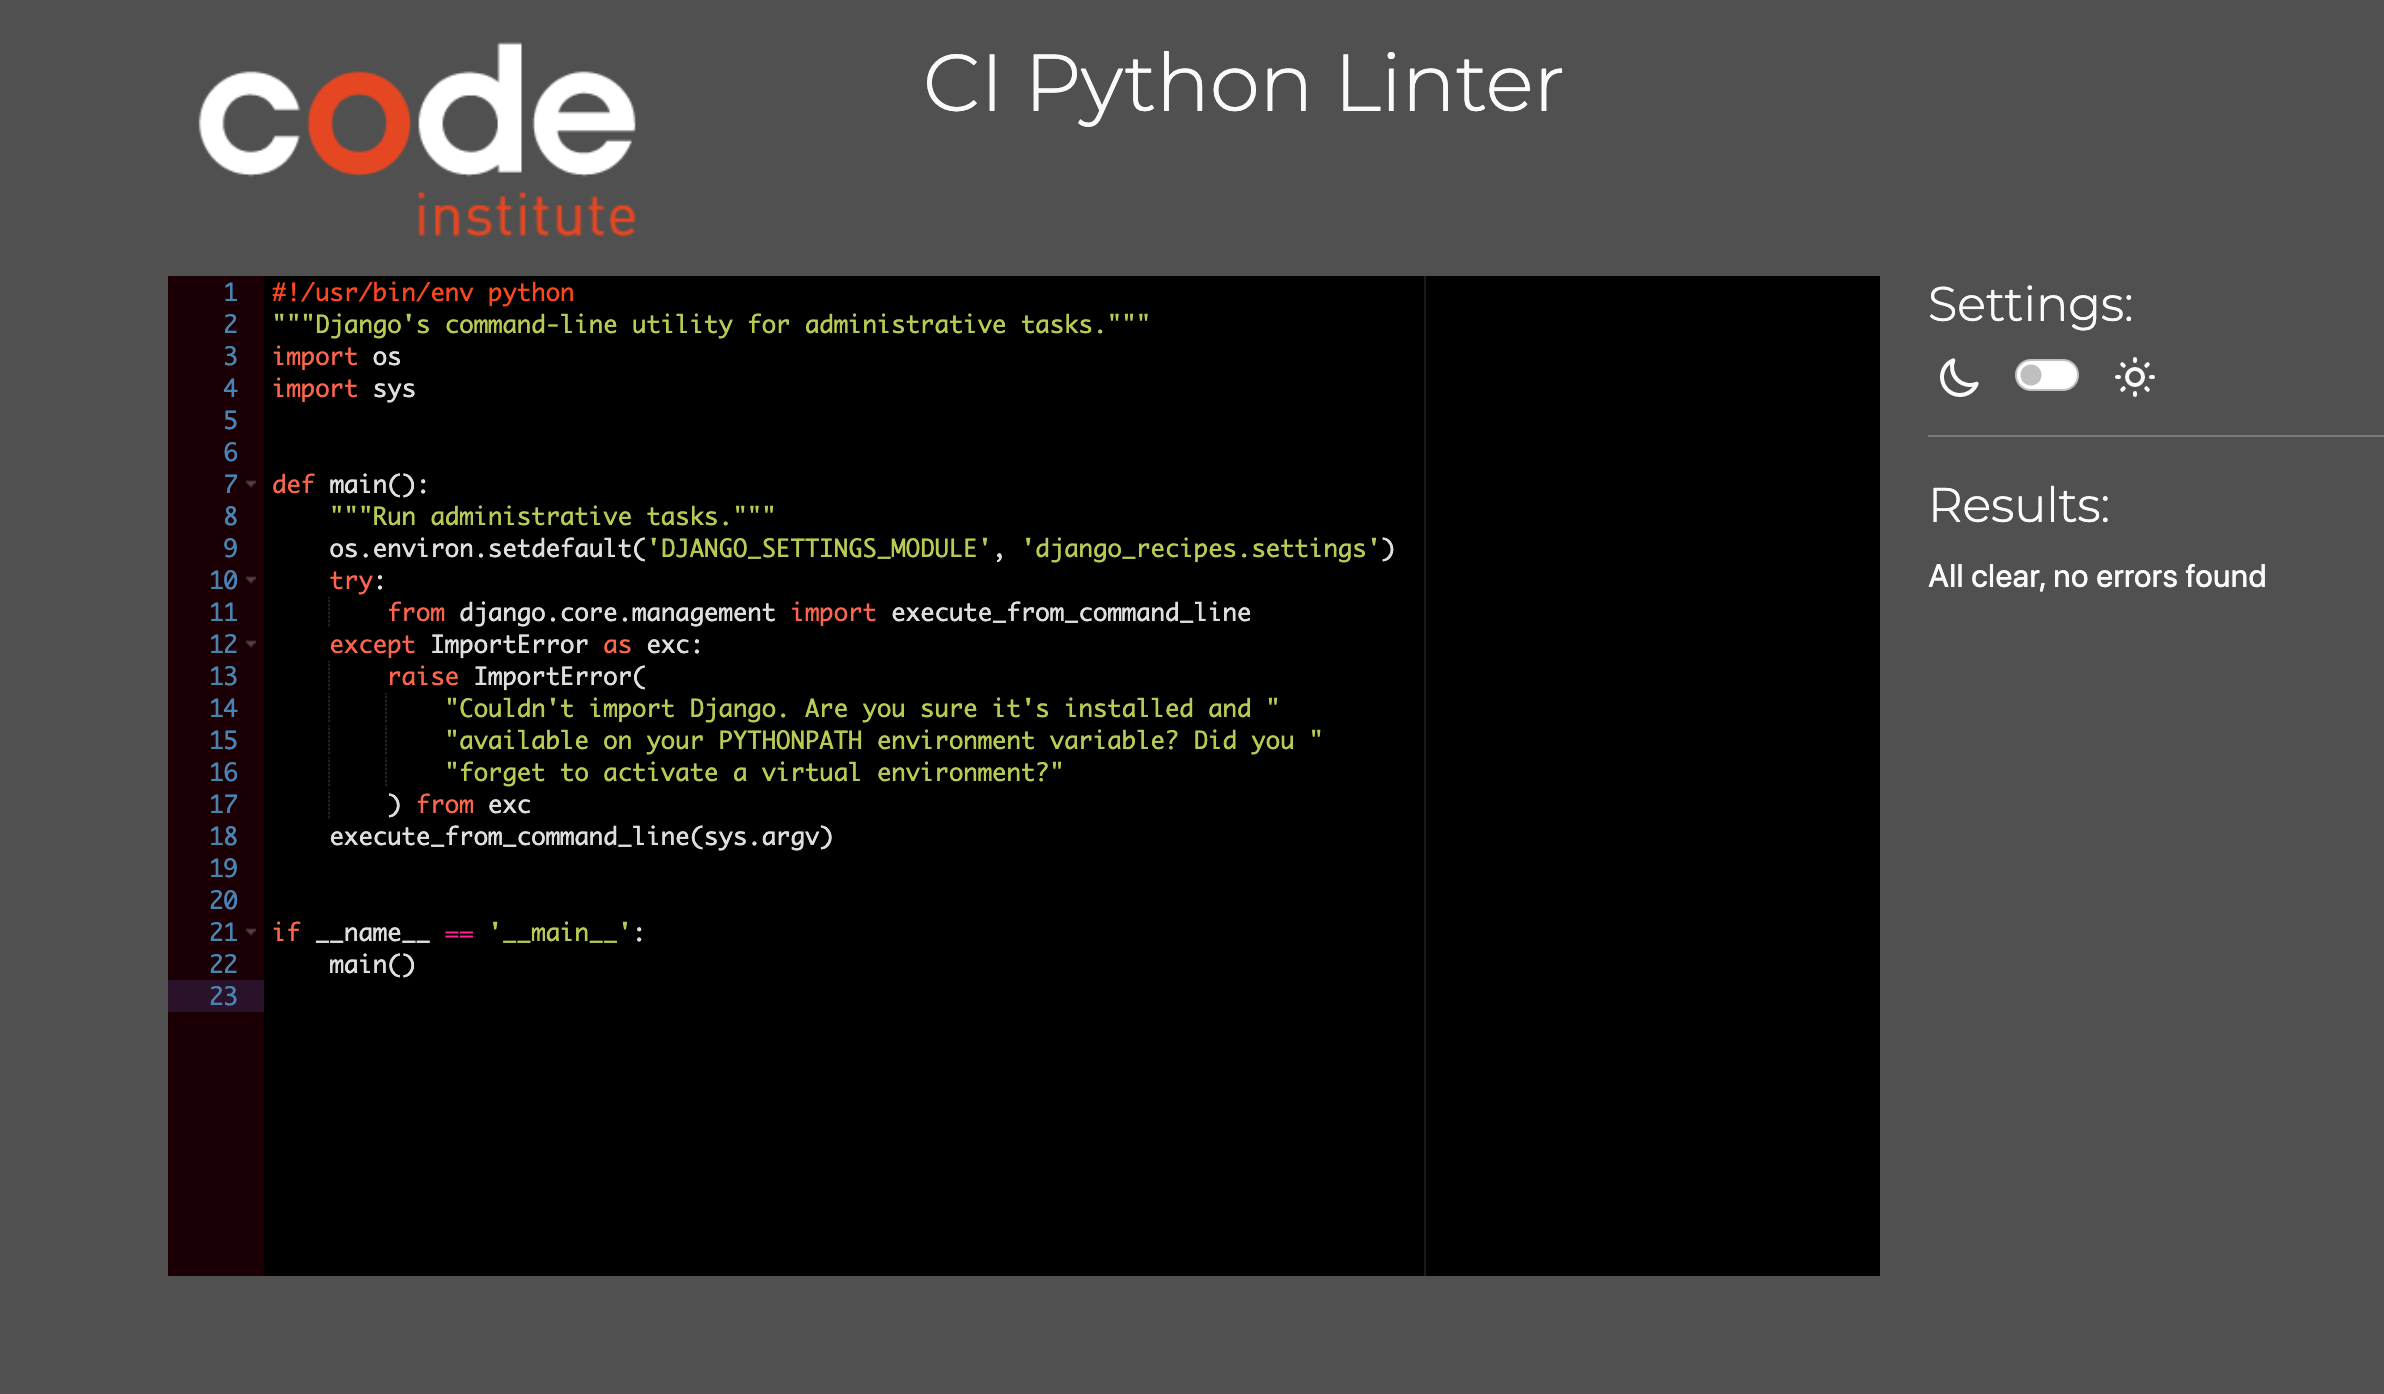 code
institute
CI Python Linter
1 #!/usr/bin/env python
2 """Django's command-line utility for administrative tasks."""
3 import os
4 import sys
5
6
7 def main():
8     """Run administrative tasks."""
9     os.environ.setdefault('DJANGO_SETTINGS_MODULE', 'django_recipes.settings')
10     try:
11         from django.core.management import execute_from_command_line
12     except ImportError as exc:
13         raise ImportError(
14             "Couldn't import Django. Are you sure it's installed and "
15             "available on your PYTHONPATH environment variable? Did you "
16             "forget to activate a virtual environment?"
17         ) from exc
18     execute_from_command_line(sys.argv)
19
20
21 if __name__ == '__main__':
22     main()
23
Settings:
Results:
All clear, no errors found